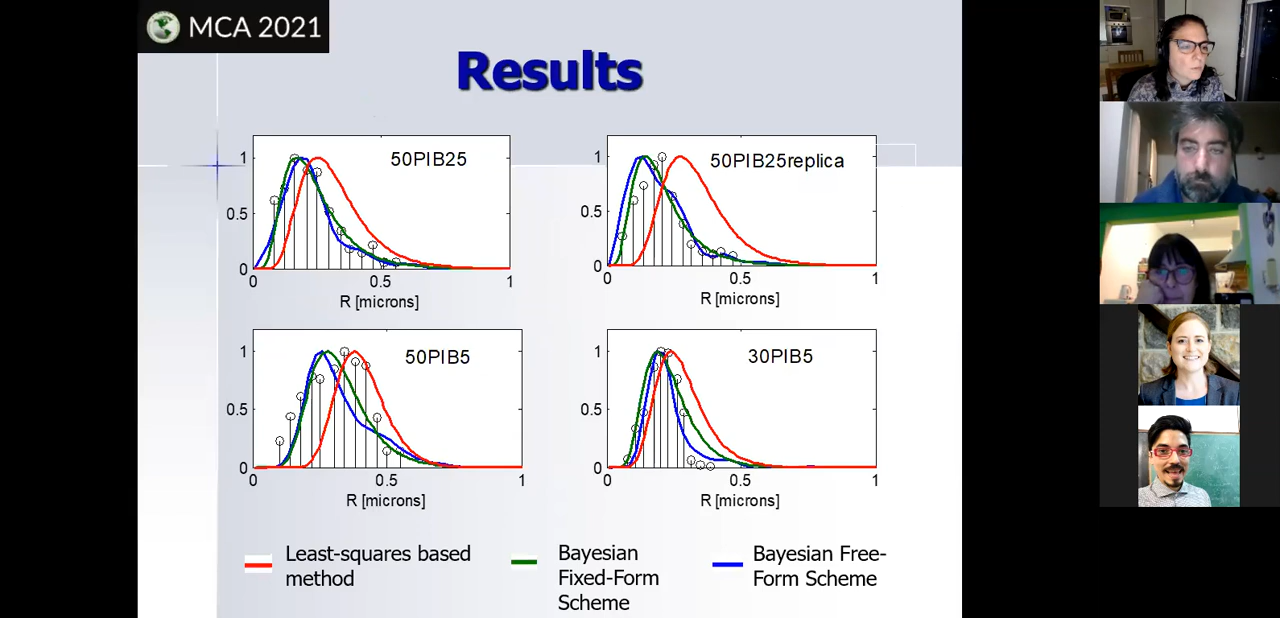 MCA 2021
Results
50PIB25
1
0.5
0
0
0.5
1
R [microns]
50PIB25replica
1
0.5
0
0
0.5
1
R [microns]
50PIB5
1
0.5
0
0
0.5
1
R [microns]
30PIB5
1
0.5
0
0
0.5
1
R [microns]
Least-squares based
method
Bayesian
Fixed-Form
Scheme
Bayesian Free-
Form Scheme